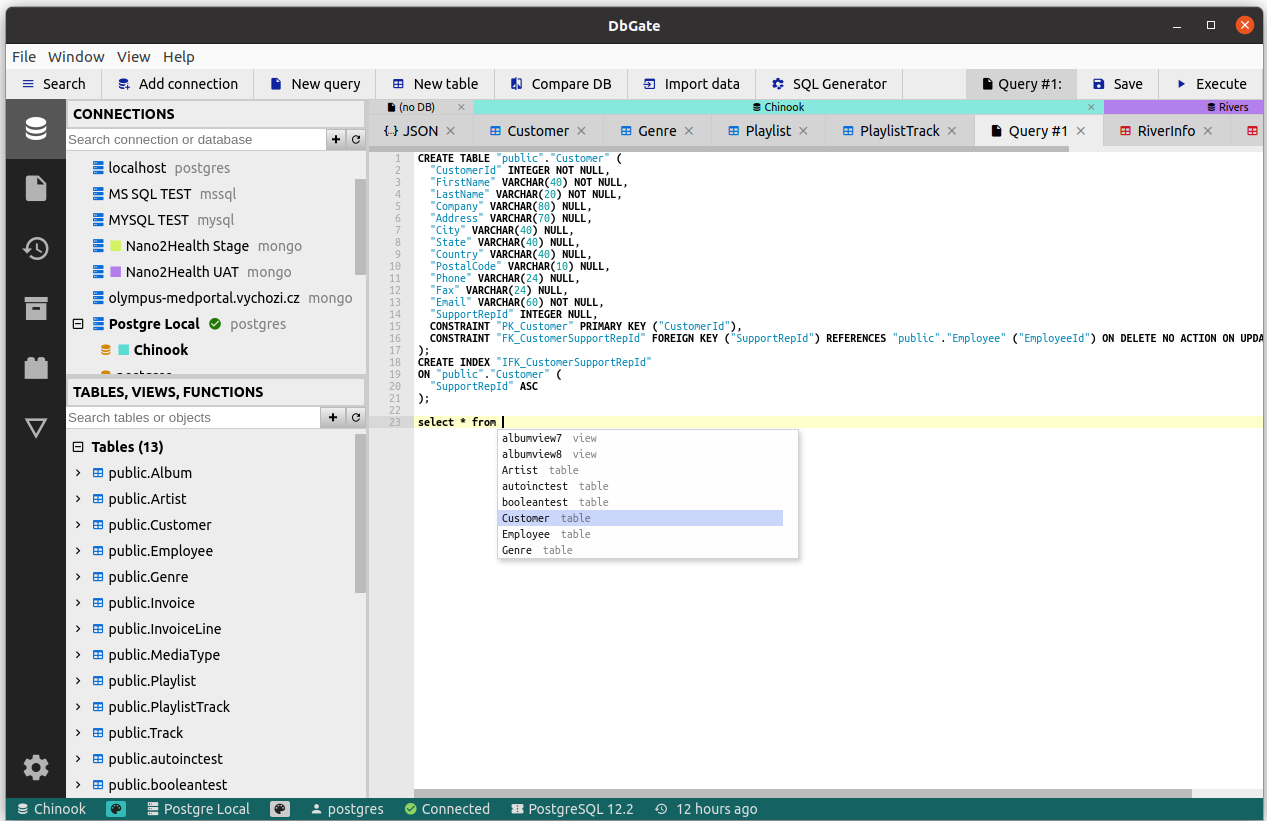 DbGate
File Window View Help
Search Add connection New query New table Compare DB Import data SQL Generator Query #1: Save Execute
CONNECTIONS
Search connection or database
localhost postgres
MS SQL TEST mssql
MYSQL TEST mysql
Nano2Health Stage mongo
Nano2Health UAT mongo
olympus-medportal.vychozi.cz mongo
Postgre Local postgres
Chinook
postgres
TABLES, VIEWS, FUNCTIONS
Search tables or objects
Tables (13)
public.Album
public.Artist
public.Customer
public.Employee
public.Genre
public.Invoice
public.InvoiceLine
public.MediaType
public.Playlist
public.PlaylistTrack
public.Track
public.autoinctest
public.booleantest
(no DB) Chinook Rivers
{..} JSON Customer Genre Playlist PlaylistTrack Query #1 RiverInfo
1 CREATE TABLE "public"."Customer" (
2 "CustomerId" INTEGER NOT NULL,
3 "FirstName" VARCHAR(40) NOT NULL,
4 "LastName" VARCHAR(20) NOT NULL,
5 "Company" VARCHAR(80) NULL,
6 "Address" VARCHAR(70) NULL,
7 "City" VARCHAR(40) NULL,
8 "State" VARCHAR(40) NULL,
9 "Country" VARCHAR(40) NULL,
10 "PostalCode" VARCHAR(10) NULL,
11 "Phone" VARCHAR(24) NULL,
12 "Fax" VARCHAR(24) NULL,
13 "Email" VARCHAR(60) NOT NULL,
14 "SupportRepId" INTEGER NULL,
15 CONSTRAINT "PK_Customer" PRIMARY KEY ("CustomerId"),
16 CONSTRAINT "FK_CustomerSupportRepId" FOREIGN KEY ("SupportRepId") REFERENCES "public"."Employee" ("EmployeeId") ON DELETE NO ACTION ON UPDA
17 );
18 CREATE INDEX "IFK_CustomerSupportRepId"
19 ON "public"."Customer" (
20 "SupportRepId" ASC
21 );
22
23 select * from
albumview7 view
albumview8 view
Artist table
autoinctest table
booleantest table
Customer table
Employee table
Genre table
Chinook Postgre Local postgres Connected PostgreSQL 12.2 12 hours ago